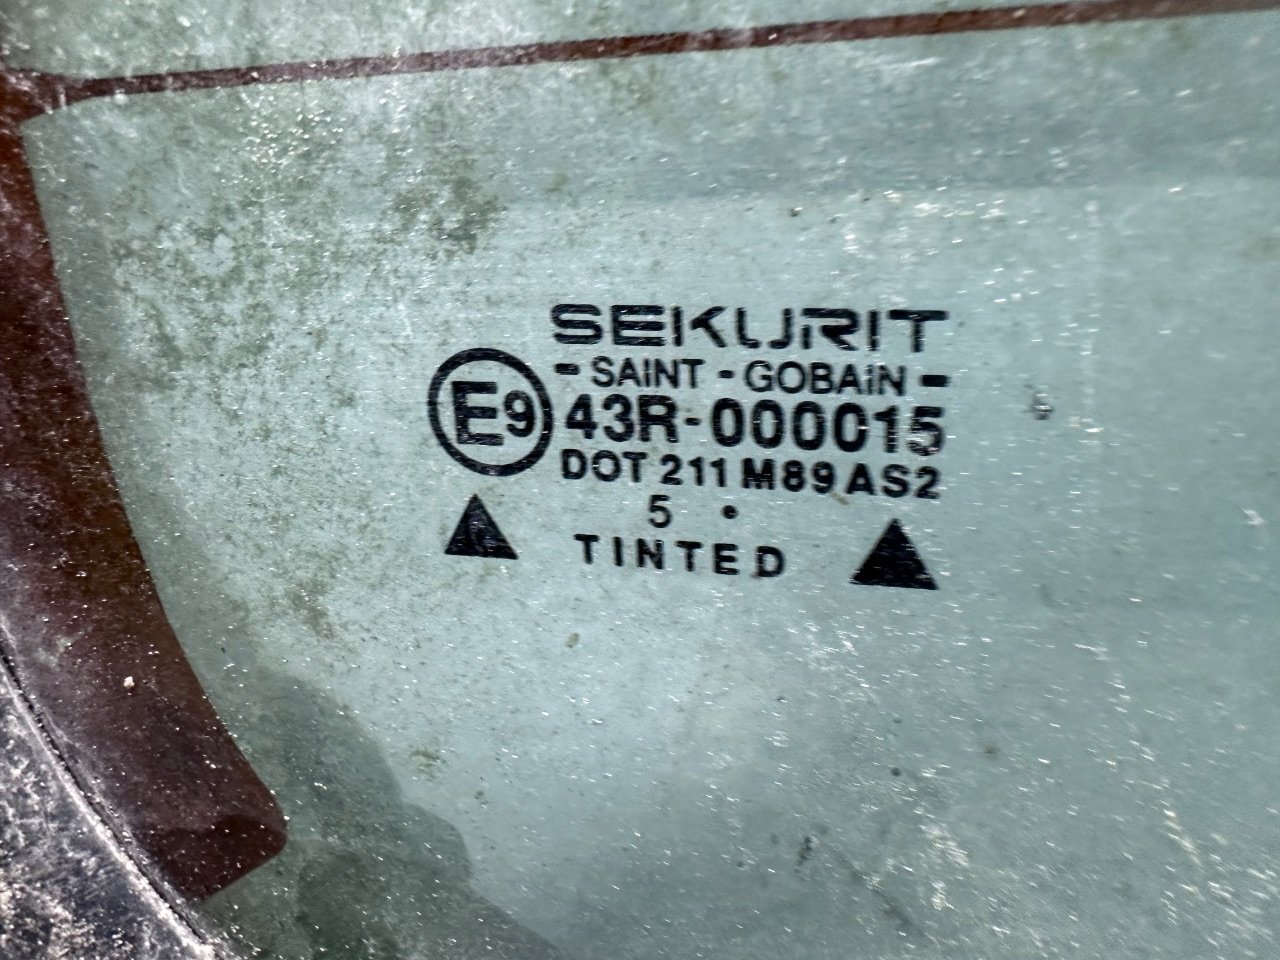 SEKURIT
- SAINT - GOBAIN -
E9 43R-000015
DOT 211 M89 AS2
5 •
TINTED